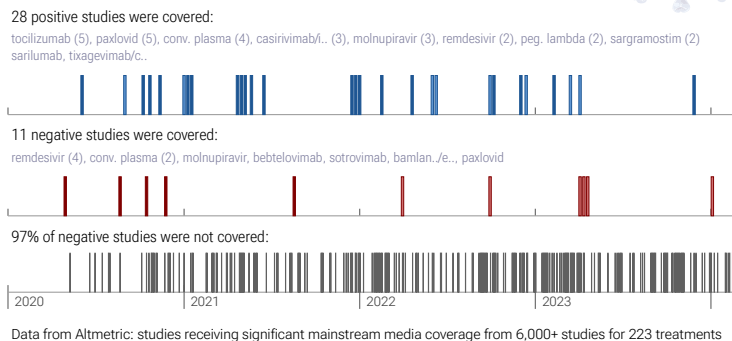 28 positive studies were covered:
tocilizumab (5), paxlovid (5), conv. plasma (4), casirivimab/i.. (3), molnupiravir (3), remdesivir (2), peg. lambda (2), sargramostim (2)
sarilumab, tixagevimab/c..
11 negative studies were covered:
remdesivir (4), conv. plasma (2), molnupiravir, bebtelovimab, sotrovimab, bamlan../e.., paxlovid
97% of negative studies were not covered:
2020 2021 2022 2023
Data from Altmetric: studies receiving significant mainstream media coverage from 6,000+ studies for 223 treatments